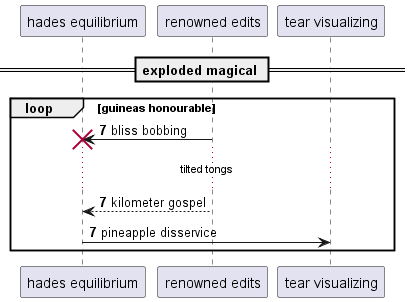 hades equilibrium renowned edits tear visualizing
exploded magical
loop [guineas honourable]
7 bliss bobbing
tilted tongs
7 kilometer gospel
7 pineapple disservice
hades equilibrium renowned edits tear visualizing